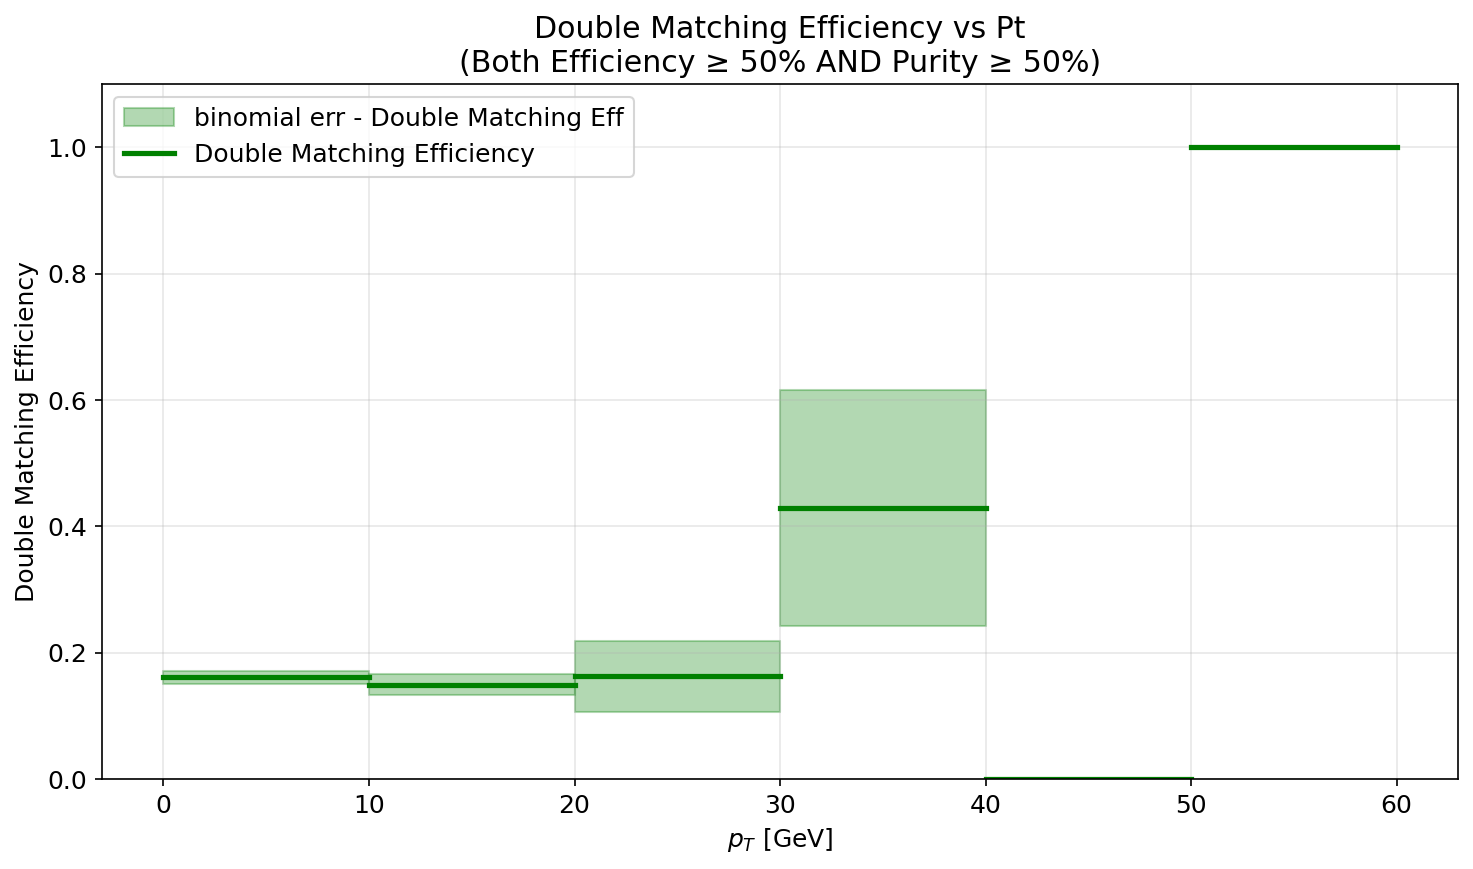 Double Matching Efficiency vs Pt
(Both Efficiency ≥ 50% AND Purity ≥ 50%)
binomial err - Double Matching Eff
Double Matching Efficiency
Double Matching Efficiency
1.0
0.8
0.6
0.4
0.2
0.0
0 10 20 30 40 50 60
p_T [GeV]